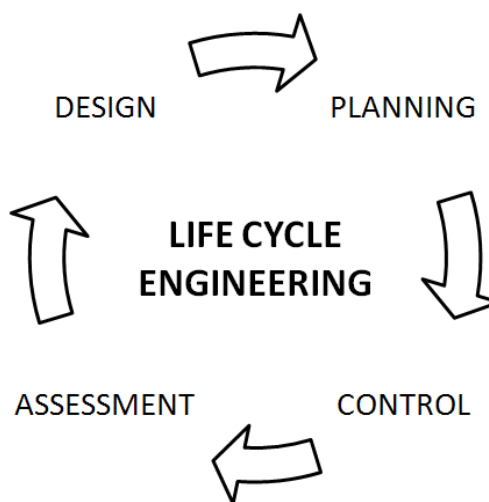 DESIGN
PLANNING
LIFE CYCLE
ENGINEERING
ASSESSMENT
CONTROL